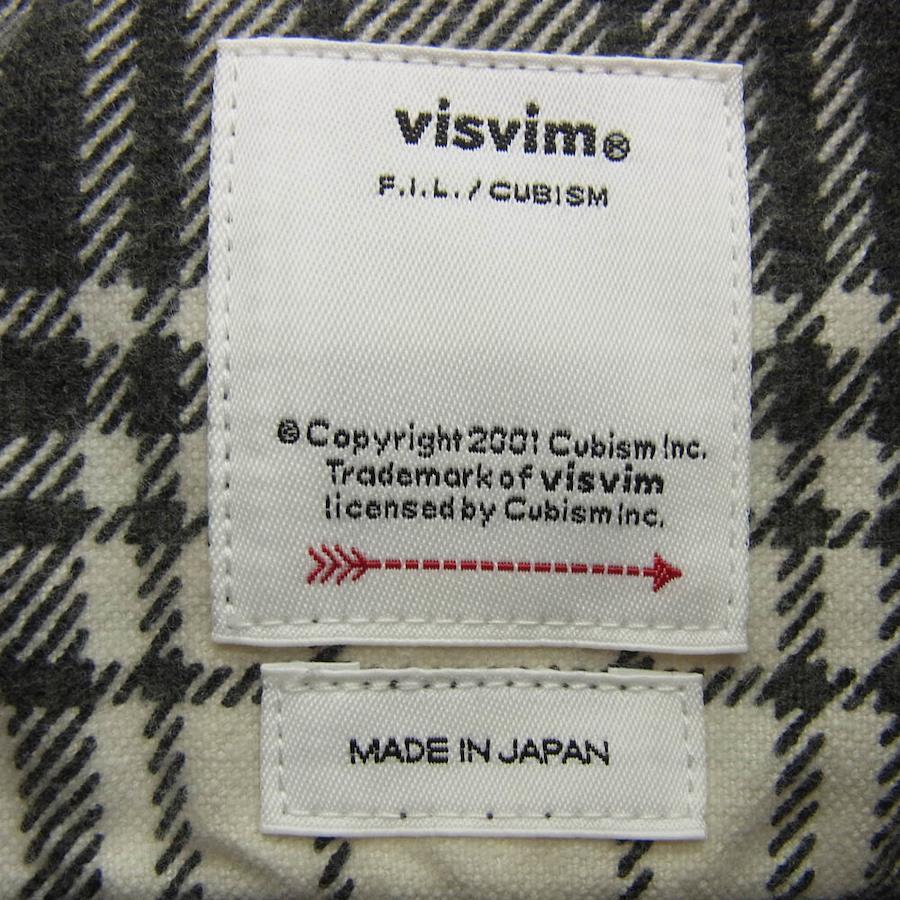 visvim®
F.I.L. / CUBISM
©Copyright 2001 Cubism Inc.
Trademark of visvim
licensed by Cubism Inc.
MADE IN JAPAN